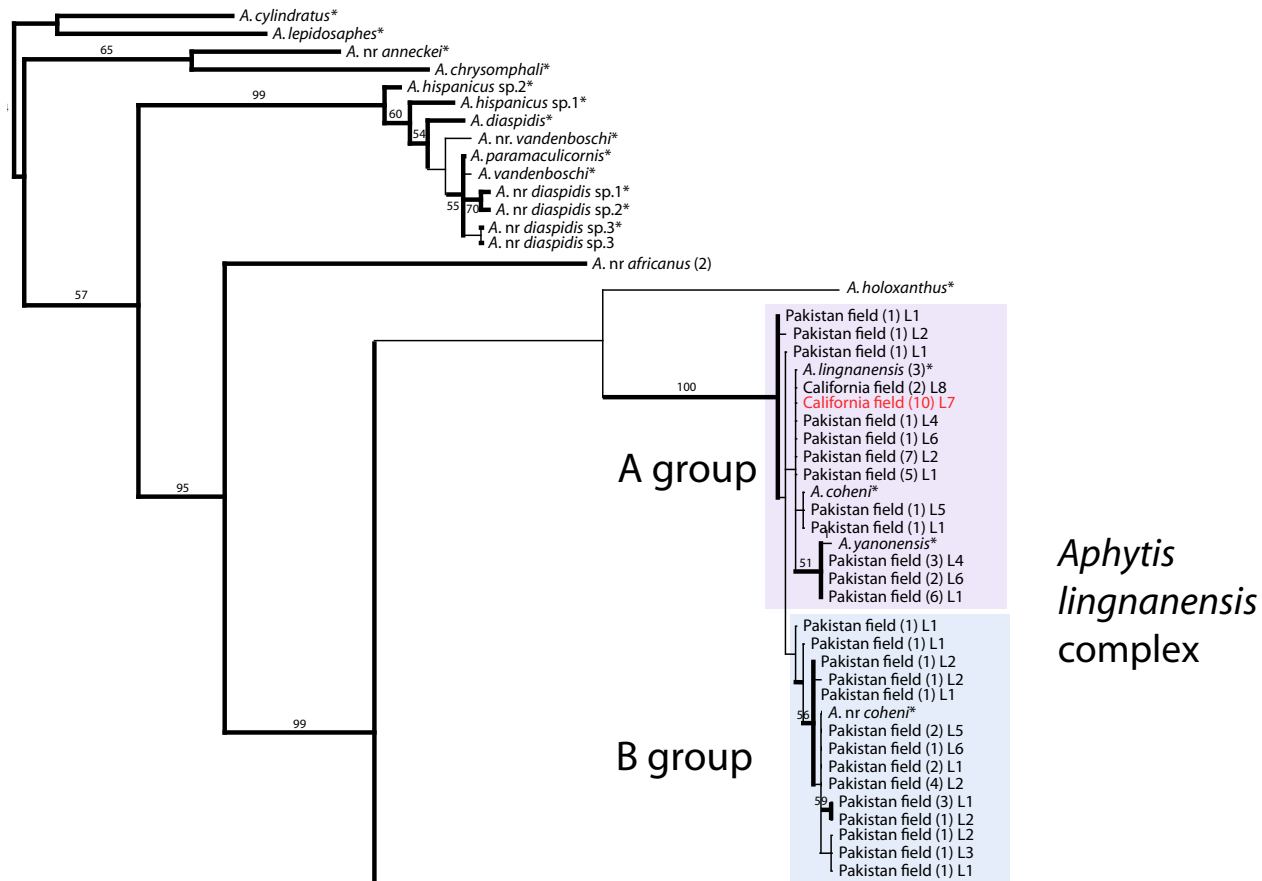 A. cylindratus*
A. lepidosaphes*
65
A. nr anneckei*
A. chrysomphali*
99
A. hispanicus sp.2*
A. hispanicus sp.1*
60
A. diaspidis*
54
A. nr. vandenboschi*
A. paramaculicornis*
A. vandenboschi*
A. nr diaspidis sp.1*
55
70
A. nr diaspidis sp.2*
A. nr diaspidis sp.3*
A. nr diaspidis sp.3
A. nr africanus (2)
57
A. holoxanthus*
Pakistan field (1) L1
Pakistan field (1) L2
Pakistan field (1) L1
A. lingnanensis (3)*
California field (2) L8
100
California field (10) L7
Pakistan field (1) L4
Pakistan field (1) L6
Pakistan field (7) L2
A group
Pakistan field (5) L1
95
A. coheni*
Pakistan field (1) L5
Pakistan field (1) L1
A. yanonensis*
51
Pakistan field (3) L4
Pakistan field (2) L6
Pakistan field (6) L1
Aphytis
lingnanensis
complex
Pakistan field (1) L1
Pakistan field (1) L1
Pakistan field (1) L2
Pakistan field (1) L2
Pakistan field (1) L1
56
A. nr coheni*
99
Pakistan field (2) L5
Pakistan field (1) L6
B group
Pakistan field (2) L1
Pakistan field (4) L2
59
Pakistan field (3) L1
Pakistan field (1) L2
Pakistan field (1) L2
Pakistan field (1) L3
Pakistan field (1) L1